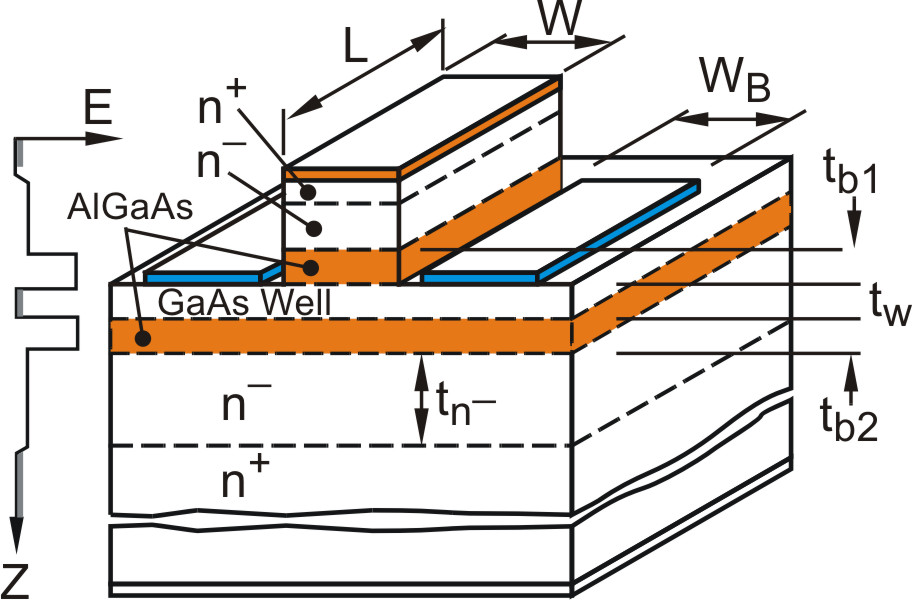 L
W
W_B
E
n⁺
n⁻
AlGaAs
t_b1
GaAs Well
t_w
n⁻
t_n⁻
t_b2
n⁺
Z